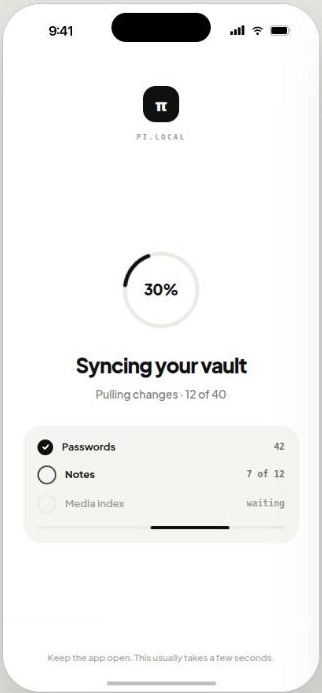 9:41
π
PI.LOCAL
30%
Syncing your vault
Pulling changes · 12 of 40
Passwords 42
Notes 7 of 12
Media Index waiting
Keep the app open. This usually takes a few seconds.